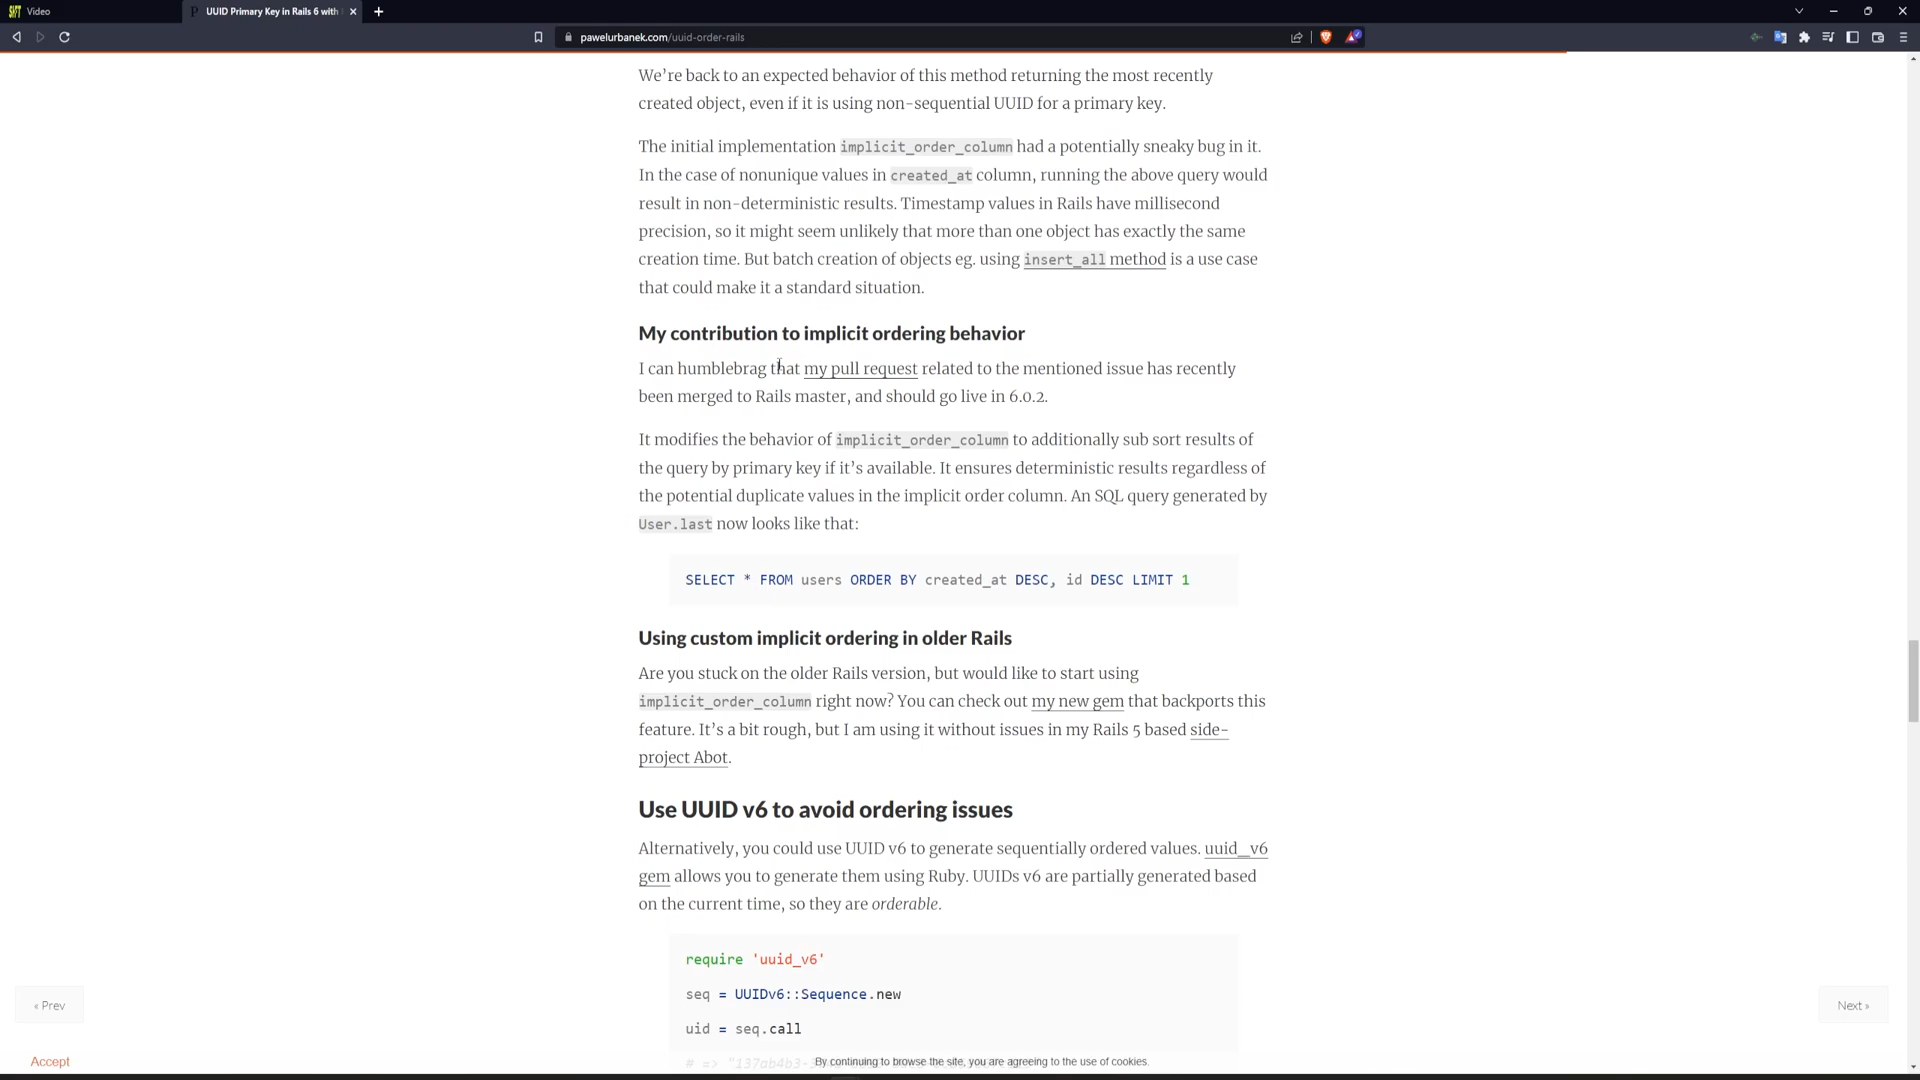 Video
UUID Primary Key in Rails 6 with
pawelurbanek.com/uuid-order-rails
We're back to an expected behavior of this method returning the most recently
created object, even if it is using non-sequential UUID for a primary key.
The initial implementation implicit_order_column had a potentially sneaky bug in it.
In the case of nonunique values in created_at column, running the above query would
result in non-deterministic results. Timestamp values in Rails have millisecond
precision, so it might seem unlikely that more than one object has exactly the same
creation time. But batch creation of objects eg. using insert_all method is a use case
that could make it a standard situation.
My contribution to implicit ordering behavior
I can humblebrag that my pull request related to the mentioned issue has recently
been merged to Rails master, and should go live in 6.0.2.
It modifies the behavior of implicit_order_column to additionally sub sort results of
the query by primary key if it's available. It ensures deterministic results regardless of
the potential duplicate values in the implicit order column. An SQL query generated by
User.last now looks like that:
SELECT * FROM users ORDER BY created_at DESC, id DESC LIMIT 1
Using custom implicit ordering in older Rails
Are you stuck on the older Rails version, but would like to start using
implicit_order_column right now? You can check out my new gem that backports this
feature. It's a bit rough, but I am using it without issues in my Rails 5 based side-
project Abot.
Use UUID v6 to avoid ordering issues
Alternatively, you could use UUID v6 to generate sequentially ordered values. uuid_v6
gem allows you to generate them using Ruby. UUIDs v6 are partially generated based
on the current time, so they are orderable.
require 'uuid_v6'
seq = UUIDv6::Sequence.new
uid = seq.call
« Prev
Next »
Accept
By continuing to browse the site, you are agreeing to the use of cookies.